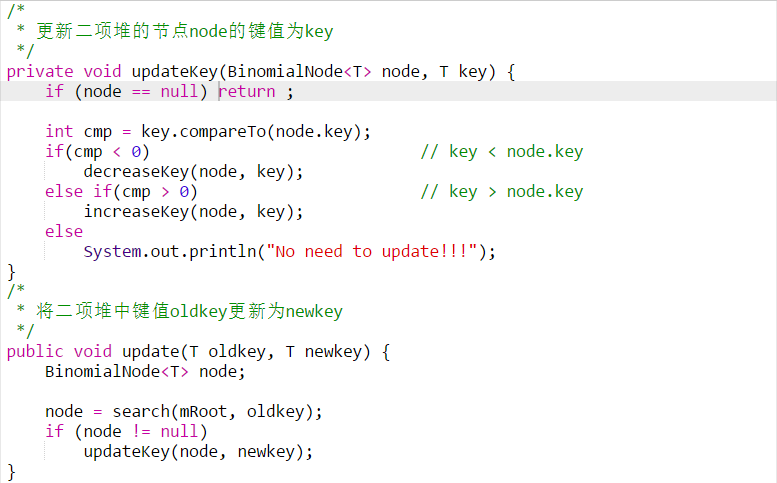 /*
 * 更新二项堆的节点node的键值为key
 */
private void updateKey(BinomialNode<T> node, T key) {
    if (node == null) return ;

    int cmp = key.compareTo(node.key);
    if(cmp < 0)                            // key < node.key
        decreaseKey(node, key);
    else if(cmp > 0)                       // key > node.key
        increaseKey(node, key);
    else
        System.out.println("No need to update!!!");
}
/*
 * 将二项堆中键值oldkey更新为newkey
 */
public void update(T oldkey, T newkey) {
    BinomialNode<T> node;

    node = search(mRoot, oldkey);
    if (node != null)
        updateKey(node, newkey);
}